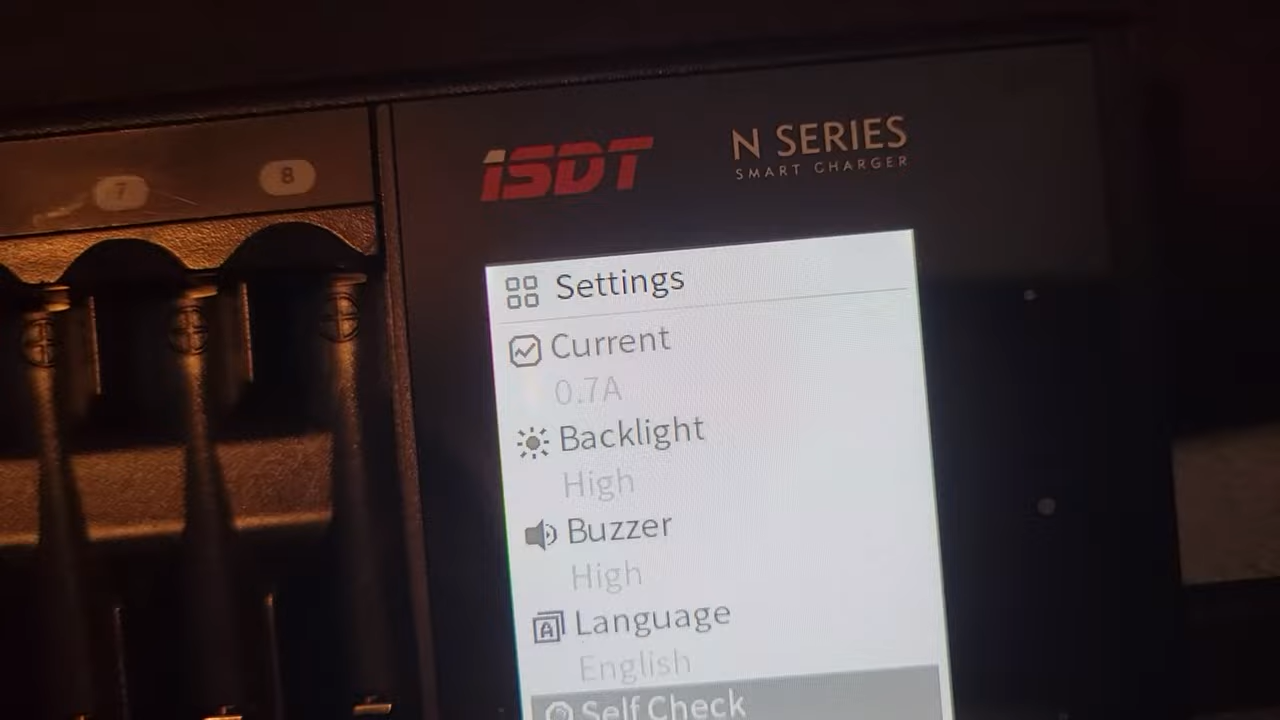 7
8
iSDT
N SERIES
SMART CHARGER
Settings
Current
0.7A
Backlight
High
Buzzer
High
A
Language
English
Self Check